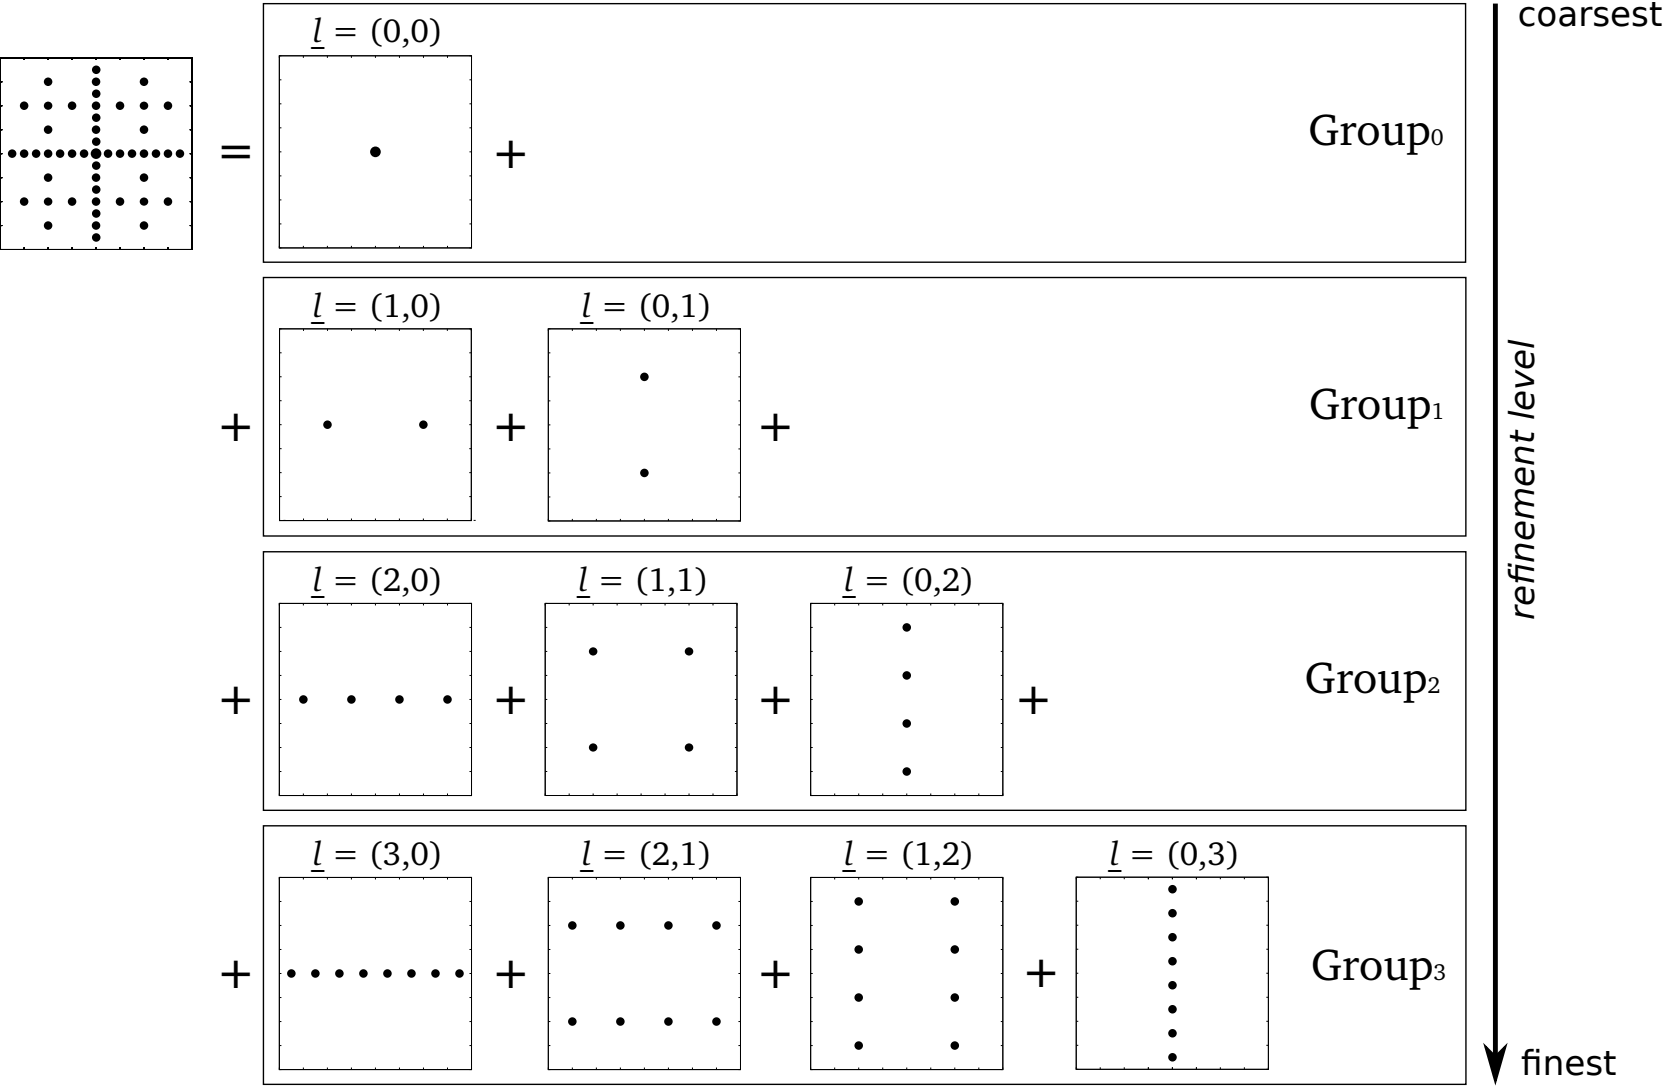 coarsest
l = (0,0)
= + Group0
l = (1,0) l = (0,1)
+ + + Group1
refinement level
l = (2,0) l = (1,1) l = (0,2)
+ + + + Group2
l = (3,0) l = (2,1) l = (1,2) l = (0,3)
+ + + + Group3
finest